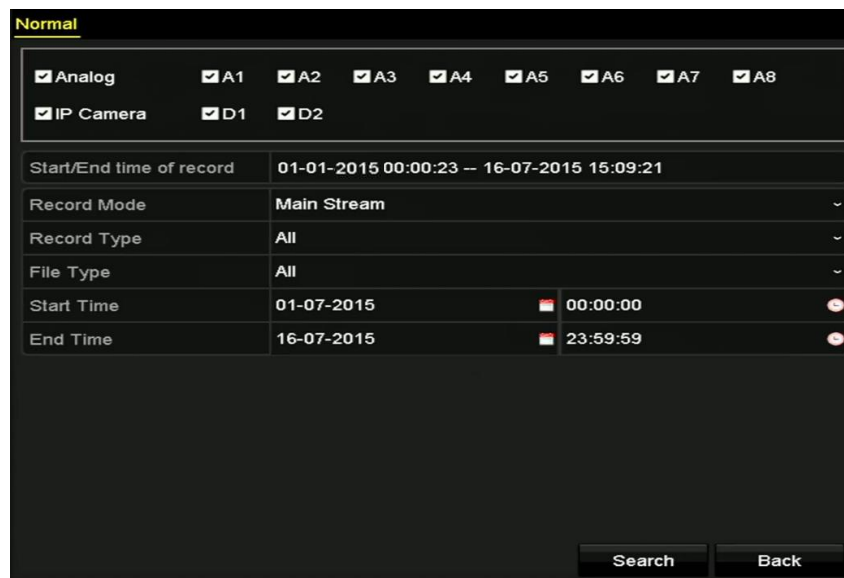 Normal
Analog A1 A2 A3 A4 A5 A6 A7 A8
IP Camera D1 D2
Start/End time of record 01-01-2015 00:00:23 -- 16-07-2015 15:09:21
Record Mode Main Stream
Record Type All
File Type All
Start Time 01-07-2015 00:00:00
End Time 16-07-2015 23:59:59
Search Back